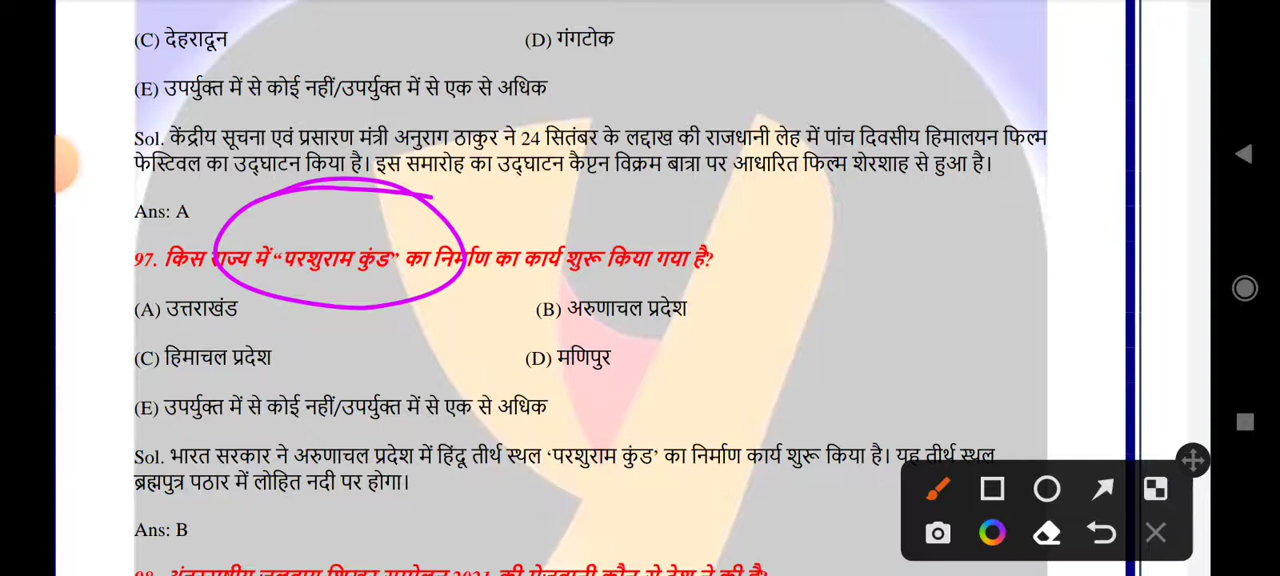 (C) देहरादून (D) गंगटोक
(E) उपर्युक्त में से कोई नहीं/उपर्युक्त में से एक से अधिक
Sol. केंद्रीय सूचना एवं प्रसारण मंत्री अनुराग ठाकुर ने 24 सितंबर के लद्दाख की राजधानी लेह में पांच दिवसीय हिमालयन फिल्म
फेस्टिवल का उद्घाटन किया है। इस समारोह का उद्घाटन कैप्टन विक्रम बात्रा पर आधारित फिल्म शेरशाह से हुआ है।
Ans: A
97. किस राज्य में “परशुराम कुंड” का निर्माण का कार्य शुरू किया गया है?
(A) उत्तराखंड (B) अरुणाचल प्रदेश
(C) हिमाचल प्रदेश (D) मणिपुर
(E) उपर्युक्त में से कोई नहीं/उपर्युक्त में से एक से अधिक
Sol. भारत सरकार ने अरुणाचल प्रदेश में हिंदू तीर्थ स्थल ‘परशुराम कुंड’ का निर्माण कार्य शुरू किया है। यह तीर्थ स्थल
ब्रह्मपुत्र पठार में लोहित नदी पर होगा।
Ans: B